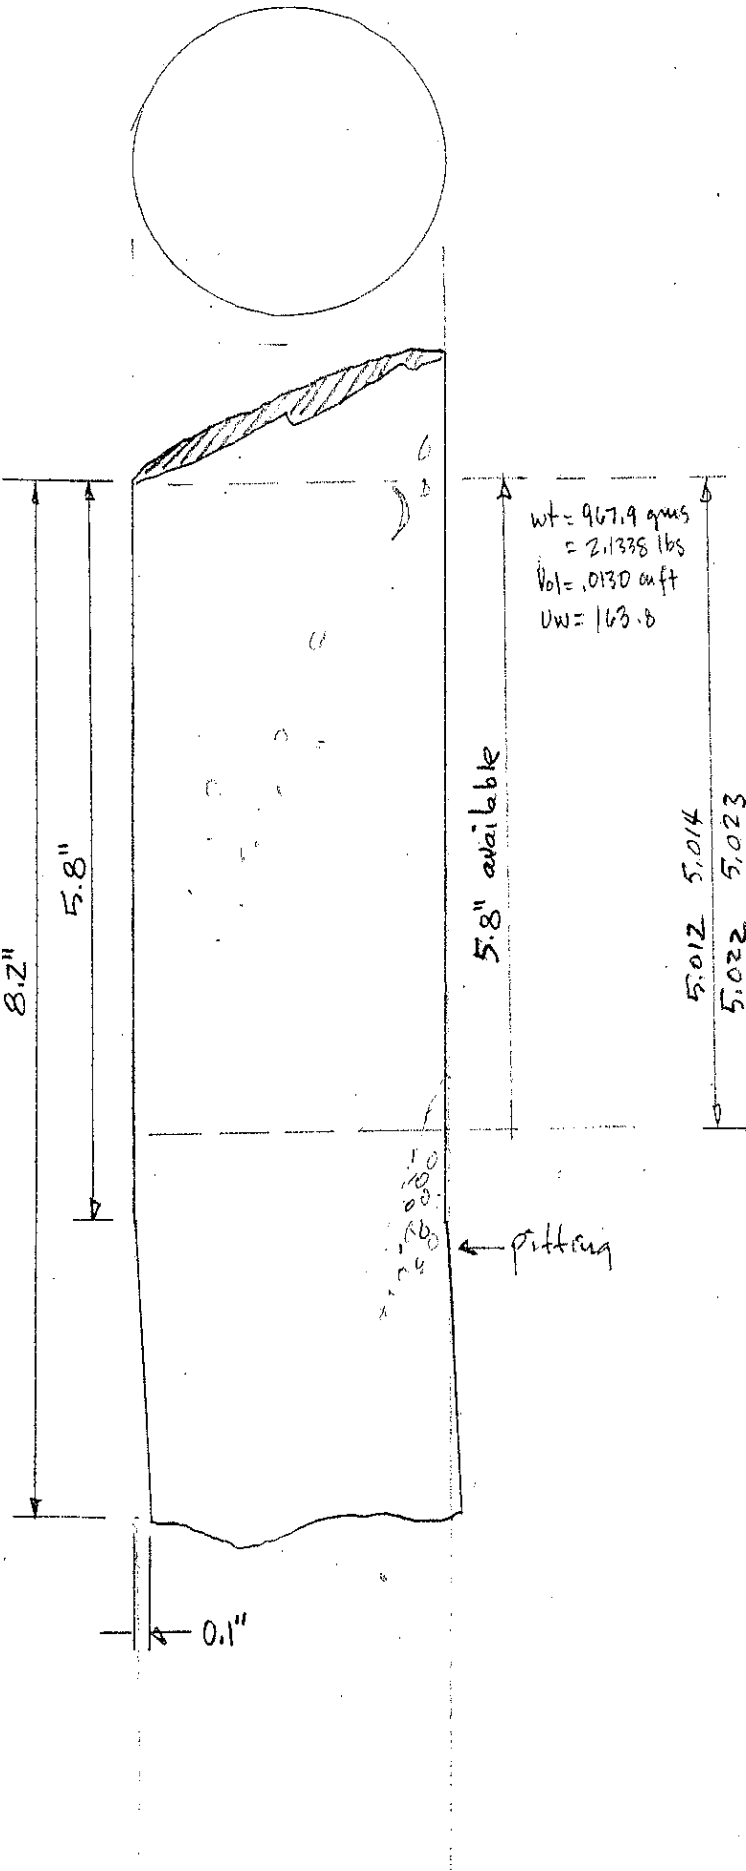 wt = 967.9 gms
= 2.1338 lbs
Vol = .0130 cu ft
UW = 163.8
8.2"
5.8"
5.8" available
5.012 5.014
5.022 5.023
pitting
0.1"